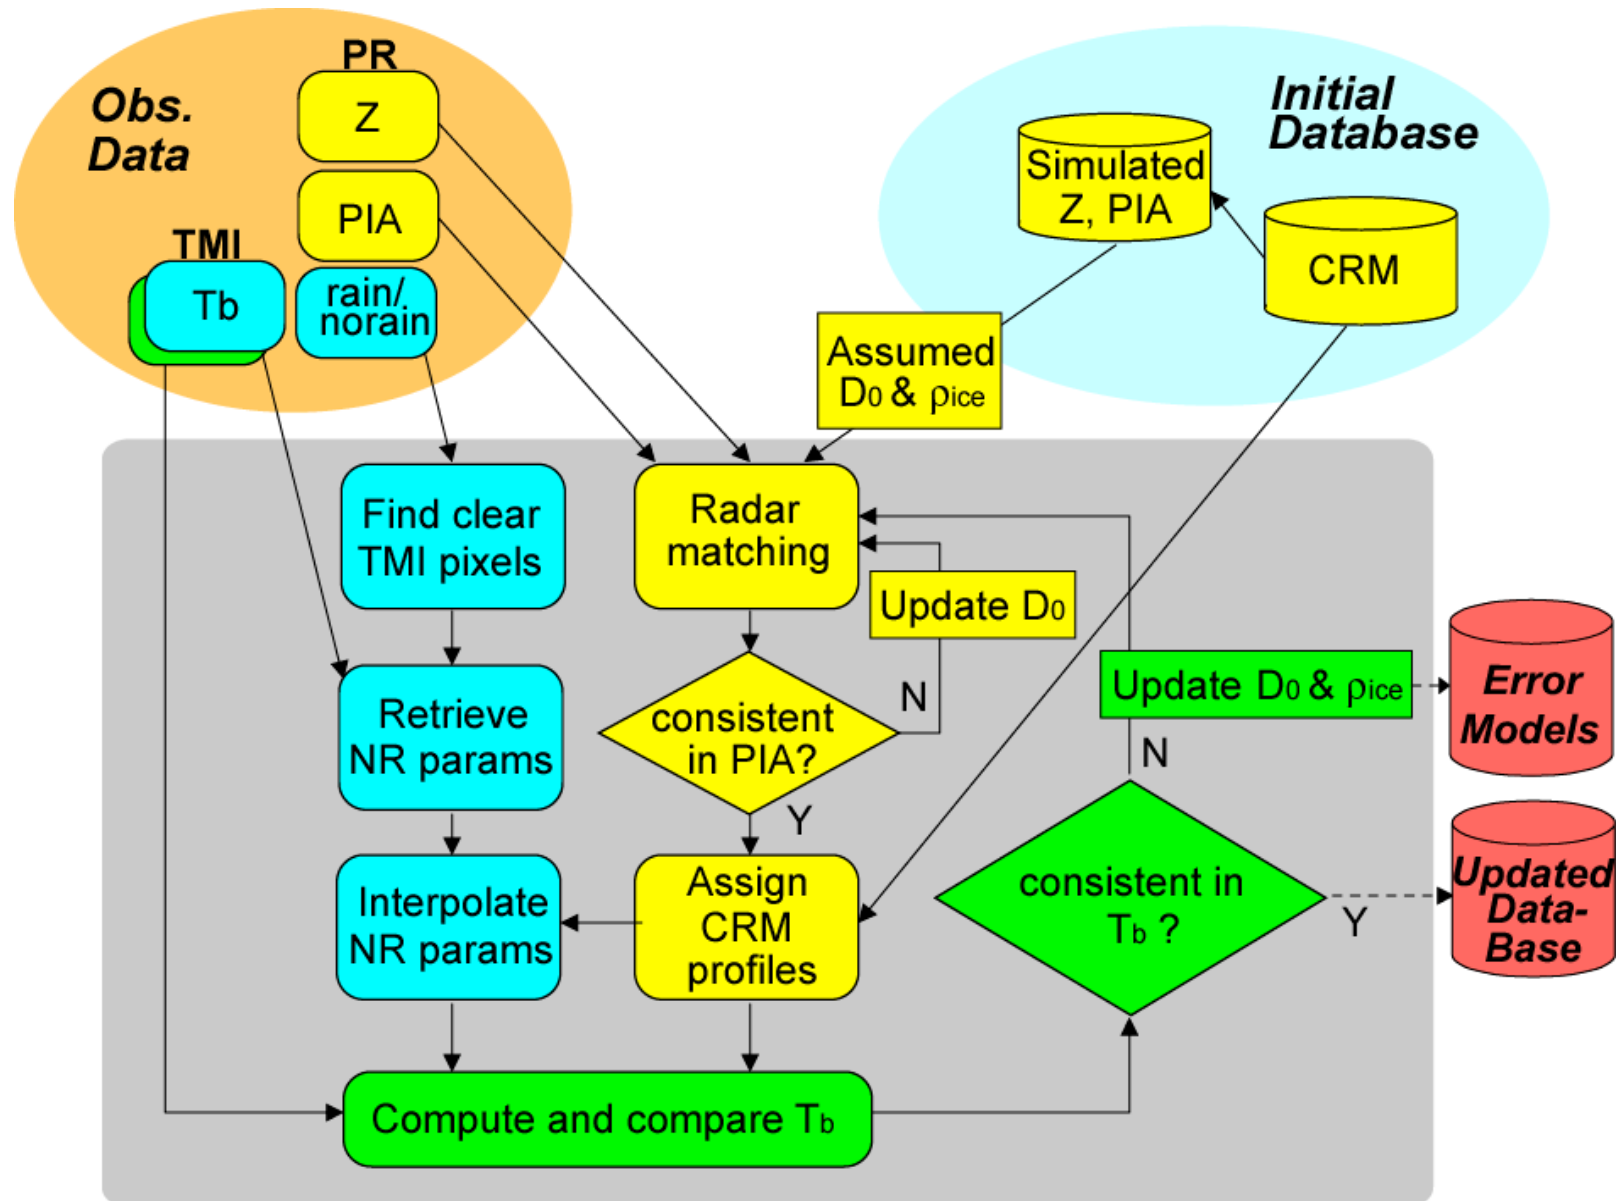 PR
Obs.
Data
Z
PIA
TMI
Tb
rain/
norain
Initial
Database
Simulated
Z, PIA
CRM
Assumed
D0 & ρice
Find clear
TMI pixels
Radar
matching
Update D0
Retrieve
NR params
consistent
in PIA?
N
Y
Update D0 & ρice
N
Error
Models
Interpolate
NR params
Assign
CRM
profiles
consistent in
Tb ?
Y
Updated
Data-
Base
Compute and compare Tb